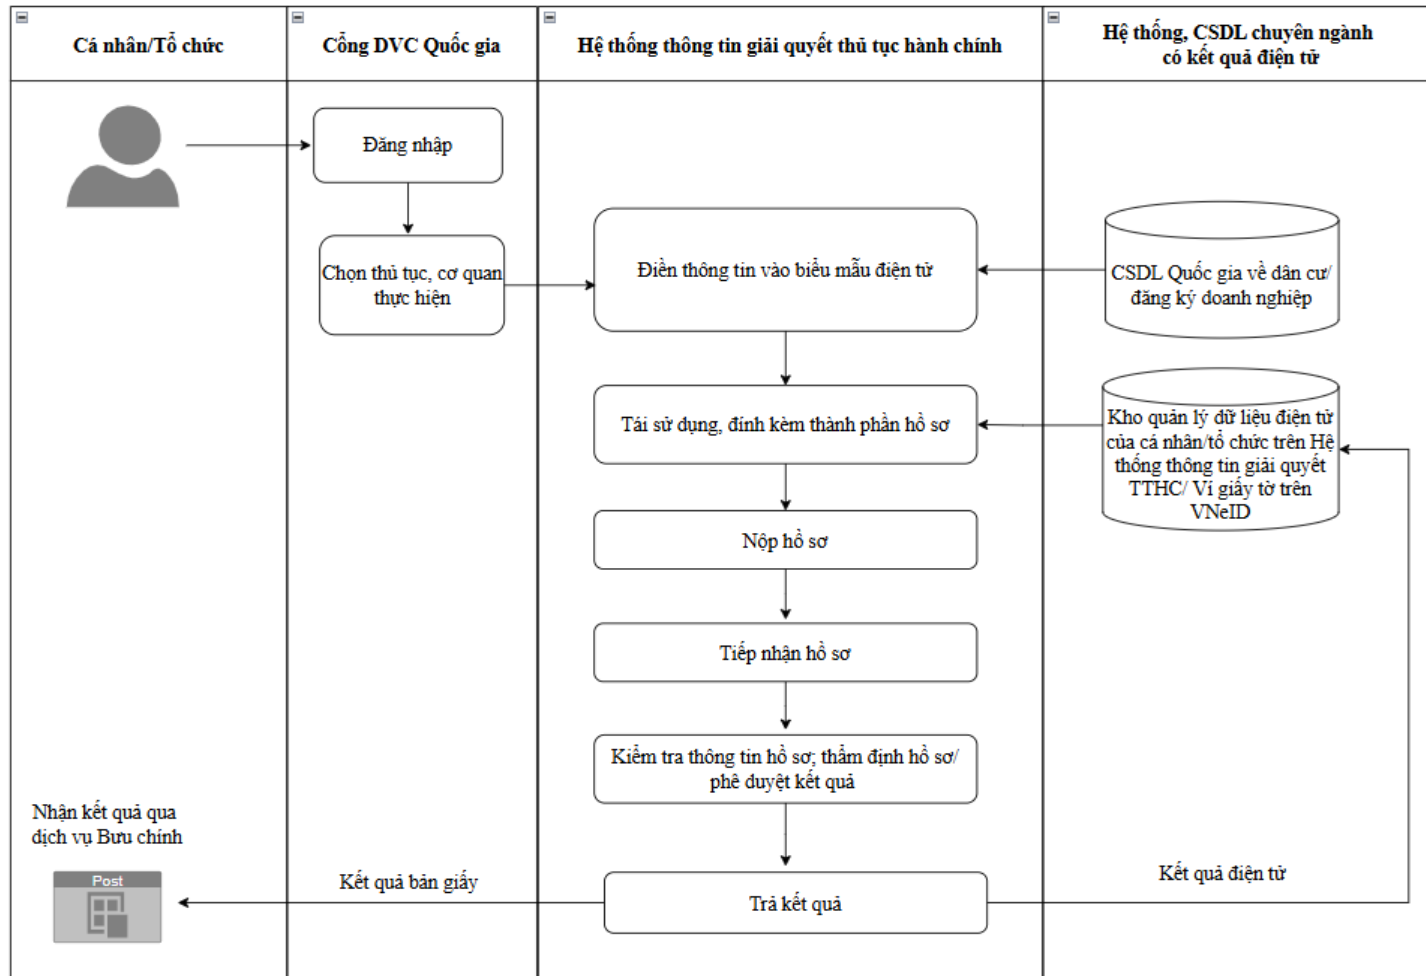 Cá nhân/Tổ chức
Cổng DVC Quốc gia
Hệ thống thông tin giải quyết thủ tục hành chính
Hệ thống, CSDL chuyên ngành
có kết quả điện tử
Đăng nhập
Chọn thủ tục, cơ quan
thực hiện
Điền thông tin vào biểu mẫu điện tử
CSDL Quốc gia về dân cư/
đăng ký doanh nghiệp
Tái sử dụng, đính kèm thành phần hồ sơ
Kho quản lý dữ liệu điện tử
của cá nhân/tổ chức trên Hệ
thống thông tin giải quyết
TTHC/ Ví giấy tờ trên
VNeID
Nộp hồ sơ
Tiếp nhận hồ sơ
Kiểm tra thông tin hồ sơ; thẩm định hồ sơ/
phê duyệt kết quả
Nhận kết quả qua
dịch vụ Bưu chính
Post
Kết quả bản giấy
Trả kết quả
Kết quả điện tử